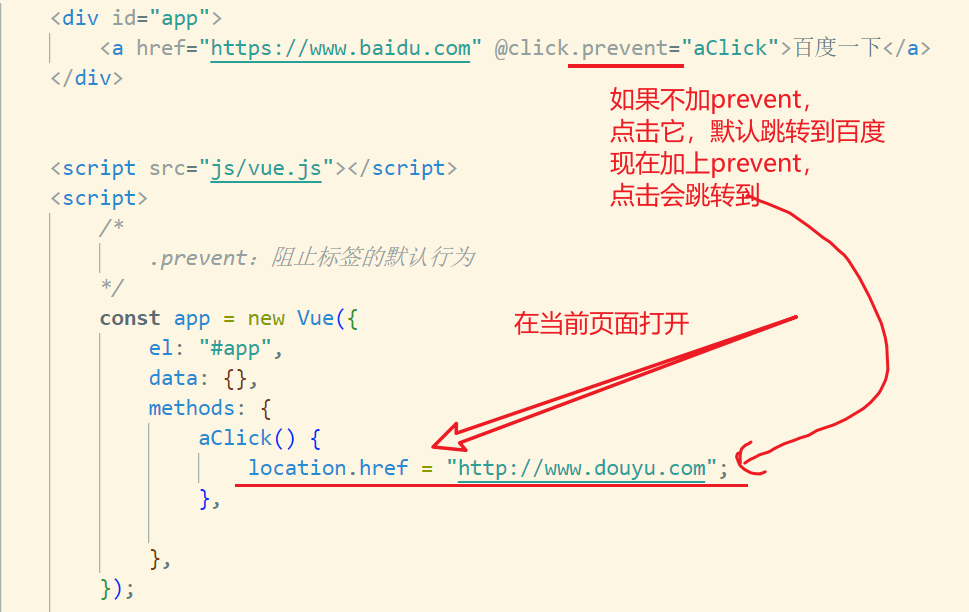 <div id="app">
<a href="https://www.baidu.com" @click.prevent="aClick">百度一下</a>
</div>
如果不加prevent，
点击它，默认跳转到百度
现在加上prevent，
点击会跳转到
<script src="js/vue.js"></script>
<script>
/*
.prevent：阻止标签的默认行为
*/
const app = new Vue({
在当前页面打开
el: "#app",
data: {},
methods: {
aClick() {
location.href = "http://www.douyu.com";
},
},
});